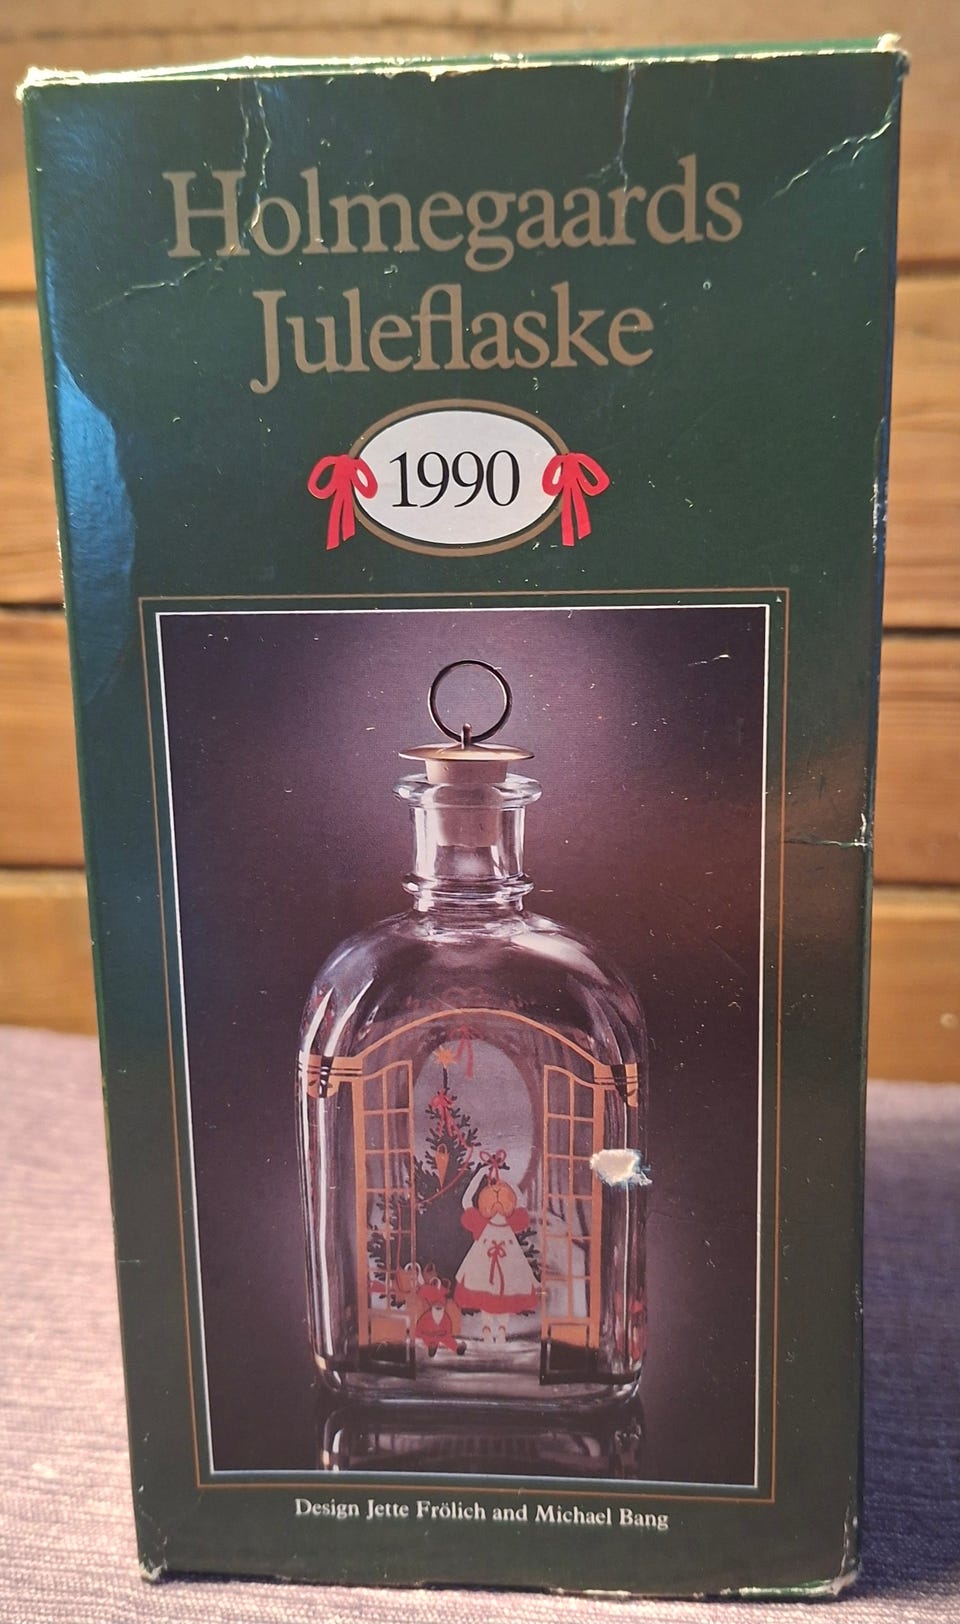 Holmegaards
Juleflaske
1990
Design Jette Frölich and Michael Bang